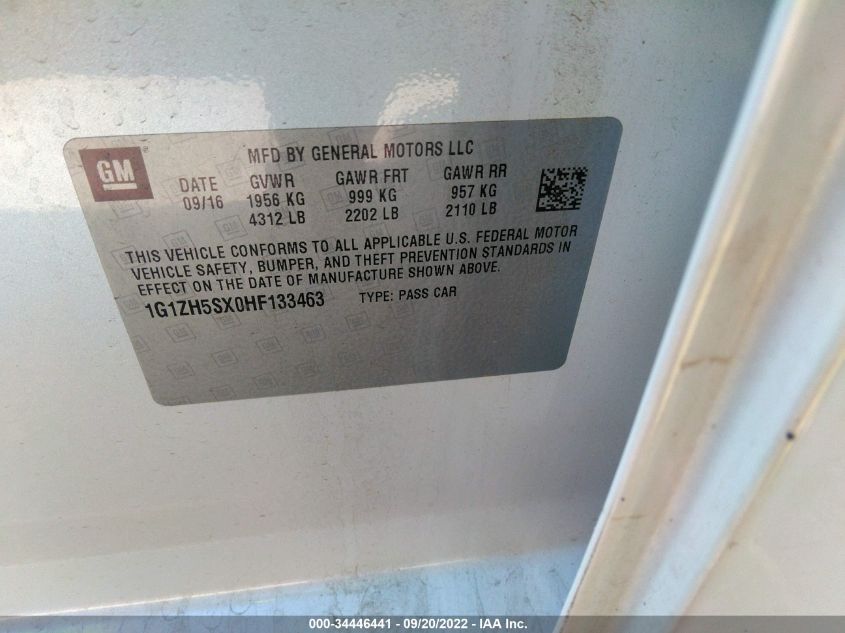 GM
MFD BY GENERAL MOTORS LLC
DATE GVWR GAWR FRT GAWR RR
09/16 1956 KG 999 KG 957 KG
4312 LB 2202 LB 2110 LB
THIS VEHICLE CONFORMS TO ALL APPLICABLE U.S. FEDERAL MOTOR
VEHICLE SAFETY, BUMPER, AND THEFT PREVENTION STANDARDS IN
EFFECT ON THE DATE OF MANUFACTURE SHOWN ABOVE.
1G1ZH5SX0HF133463 TYPE: PASS CAR
000-34446441 - 09/20/2022 - IAA Inc.